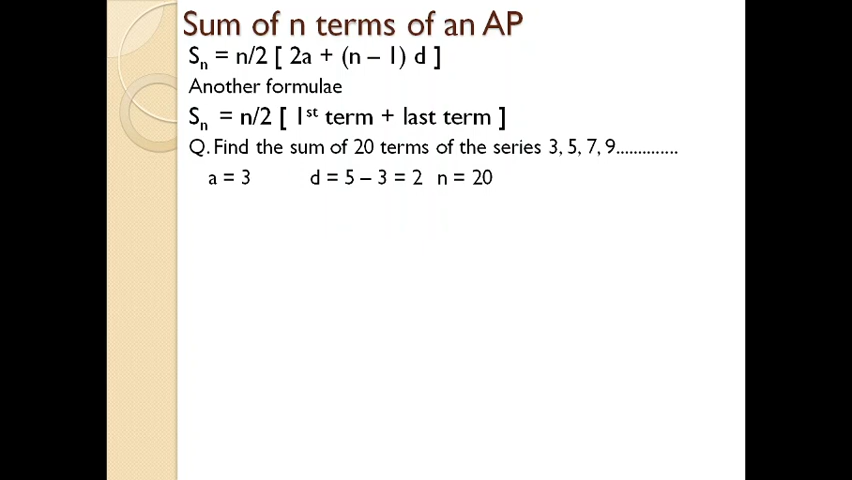 Sum of n terms of an AP
Sn = n/2 [ 2a + (n – 1) d ]
Another formulae
Sn = n/2 [ 1st term + last term ]
Q. Find the sum of 20 terms of the series 3, 5, 7, 9..............
a = 3 d = 5 – 3 = 2 n = 20